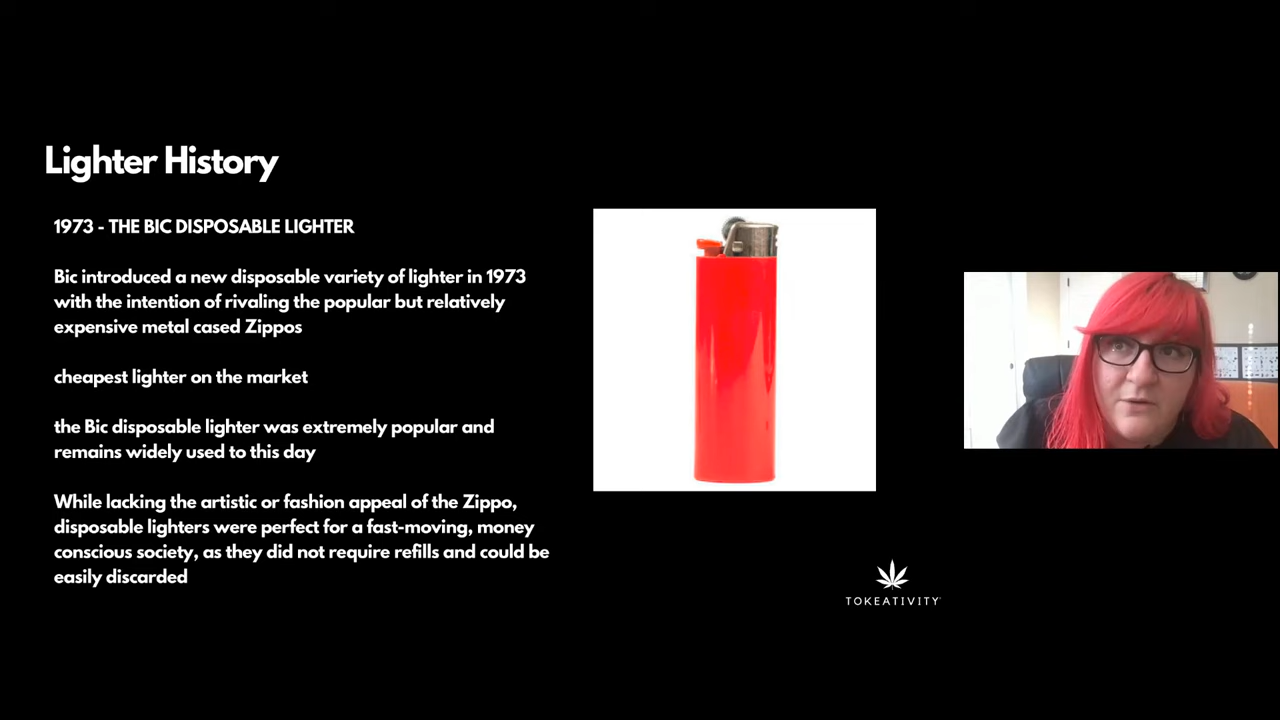 Lighter History
1973 - THE BIC DISPOSABLE LIGHTER
Bic introduced a new disposable variety of lighter in 1973
with the intention of rivaling the popular but relatively
expensive metal cased Zippos
cheapest lighter on the market
the Bic disposable lighter was extremely popular and
remains widely used to this day
While lacking the artistic or fashion appeal of the Zippo,
disposable lighters were perfect for a fast-moving, money
conscious society, as they did not require refills and could be
easily discarded
TOKEATIVITY